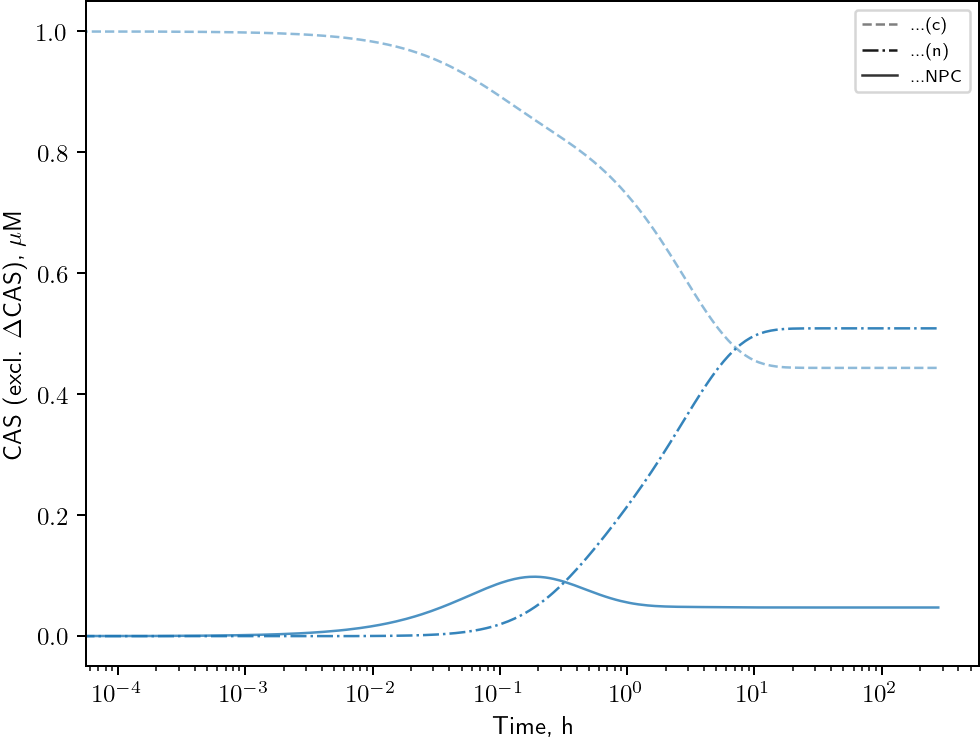 ...(c)
...(n)
...NPC
CAS (excl. ΔCAS), μM
1.0
0.8
0.6
0.4
0.2
0.0
10⁻⁴ 10⁻³ 10⁻² 10⁻¹ 10⁰ 10¹ 10²
Time, h